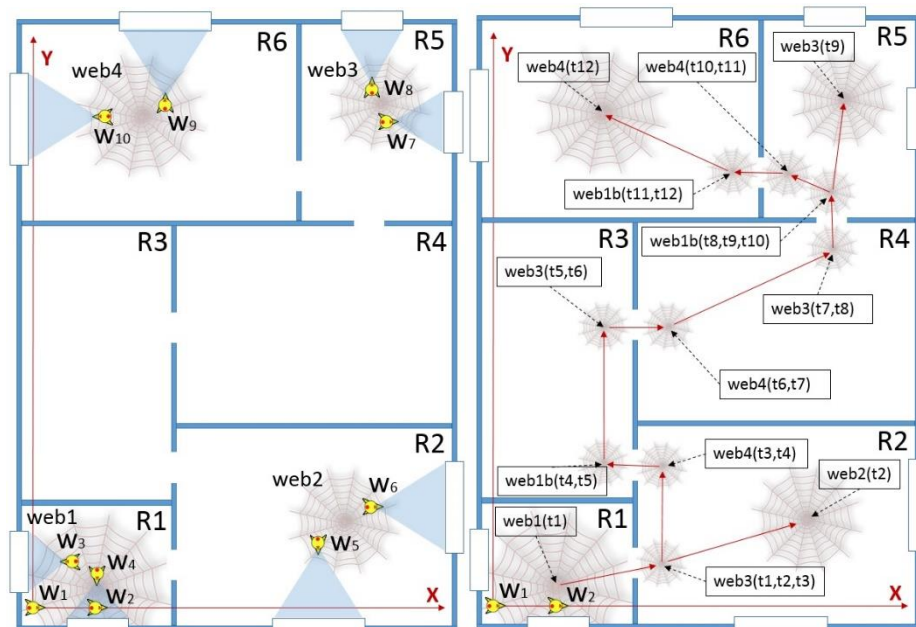 Y
R6
R5
web4
web3
W8
W10
W9
W7
R3
R4
R2
web2
W6
web1
R1
W3
W5
W4
W1
W2
X
R6
R5
Y
web4(t12)
web4(t10,t11)
web3(t9)
web1b(t11,t12)
R3
R4
web1b(t8,t9,t10)
web3(t5,t6)
web3(t7,t8)
web4(t6,t7)
R2
web4(t3,t4)
web2(t2)
web1b(t4,t5)
R1
web1(t1)
web3(t1,t2,t3)
W1
W2
X